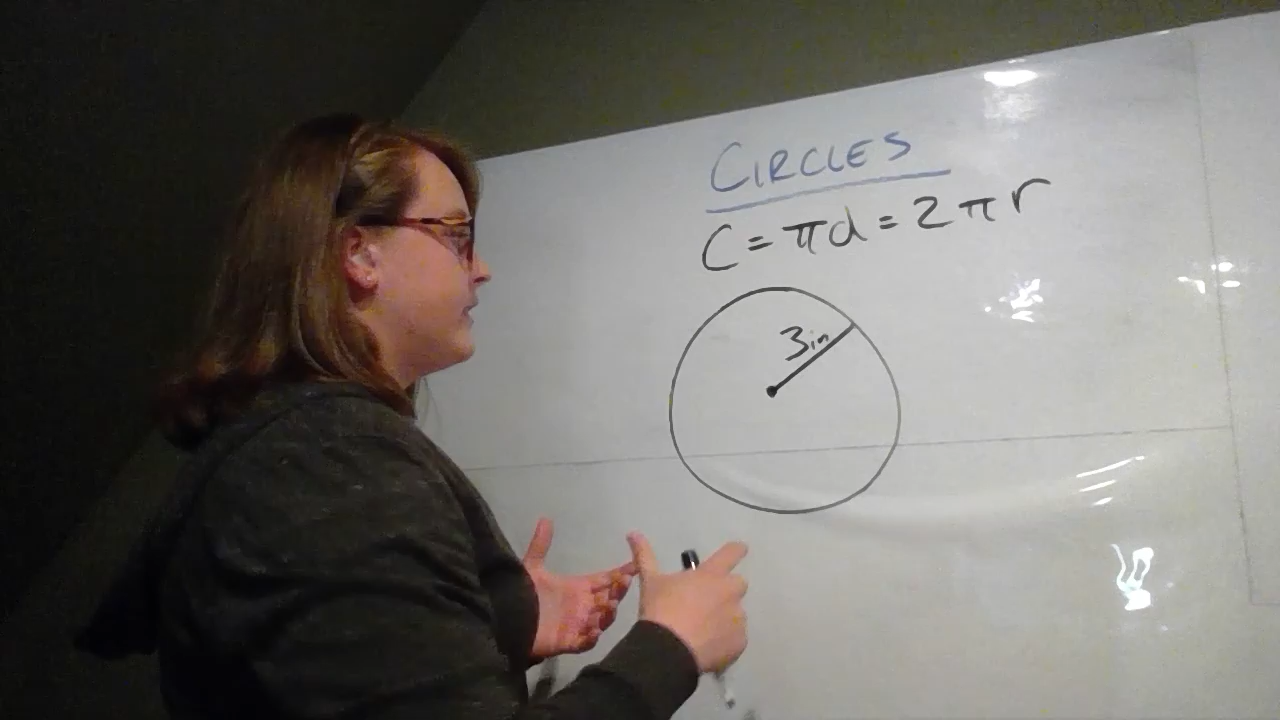 CIRCLES
C = πd = 2πr
3in